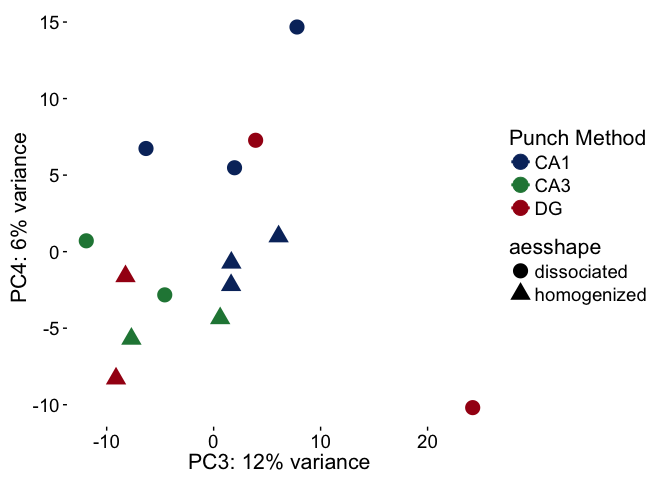 15
10
5
0
-5
-10
PC4: 6% variance
-10
0
10
20
PC3: 12% variance
Punch Method
CA1
CA3
DG
aesshape
dissociated
homogenized